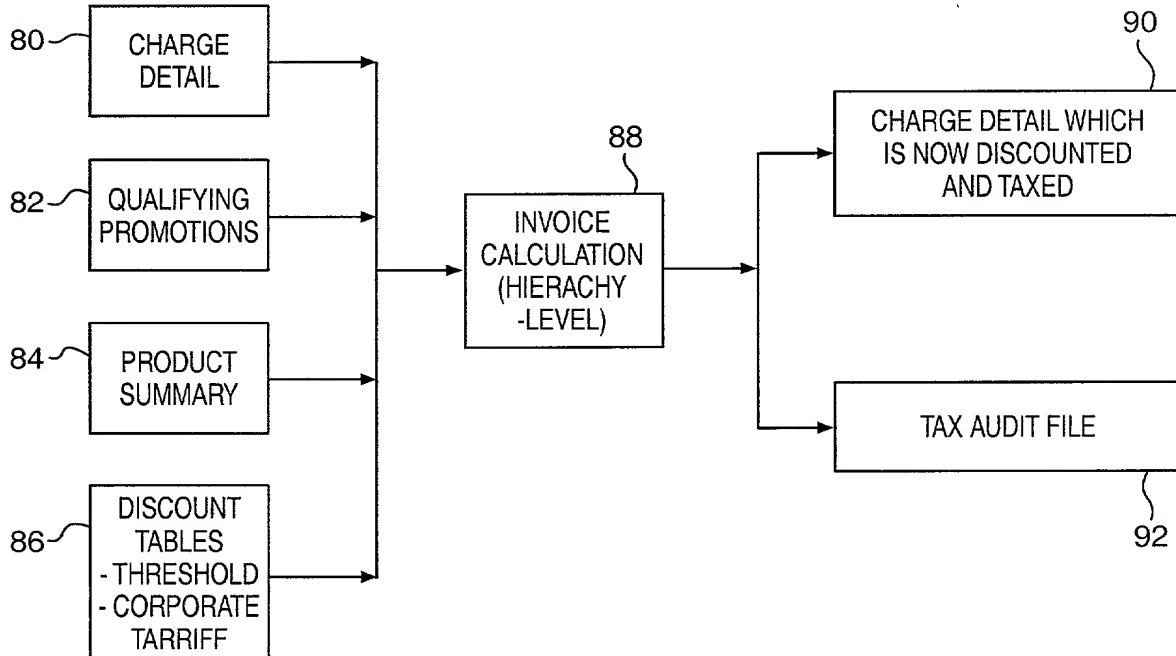 80
CHARGE
DETAIL
82
QUALIFYING
PROMOTIONS
84
PRODUCT
SUMMARY
86
DISCOUNT
TABLES
- THRESHOLD
- CORPORATE
TARRIFF
88
INVOICE
CALCULATION
(HIERACHY
-LEVEL)
90
CHARGE DETAIL WHICH
IS NOW DISCOUNTED
AND TAXED
TAX AUDIT FILE
92